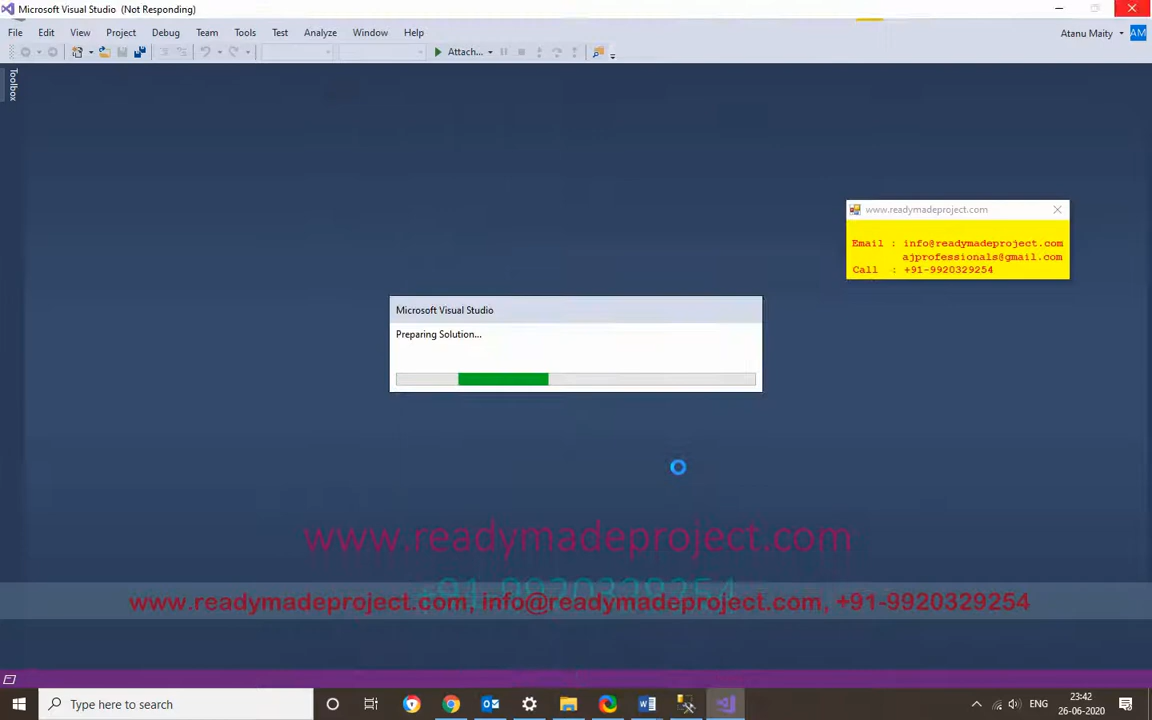 Microsoft Visual Studio (Not Responding)
File Edit View Project Debug Team Tools Test Analyze Window Help
Atanu Maity AM
Attach...
Toolbox
www.readymadeproject.com
Email : info@readymadeproject.com
ajprofessionals@gmail.com
Call : +91-9920329254
Microsoft Visual Studio
Preparing Solution...
www.readymadeproject.com
+91-9920329254
www.readymadeproject.com, info@readymadeproject.com, +91-9920329254
Type here to search
ENG
23:42
26-06-2020